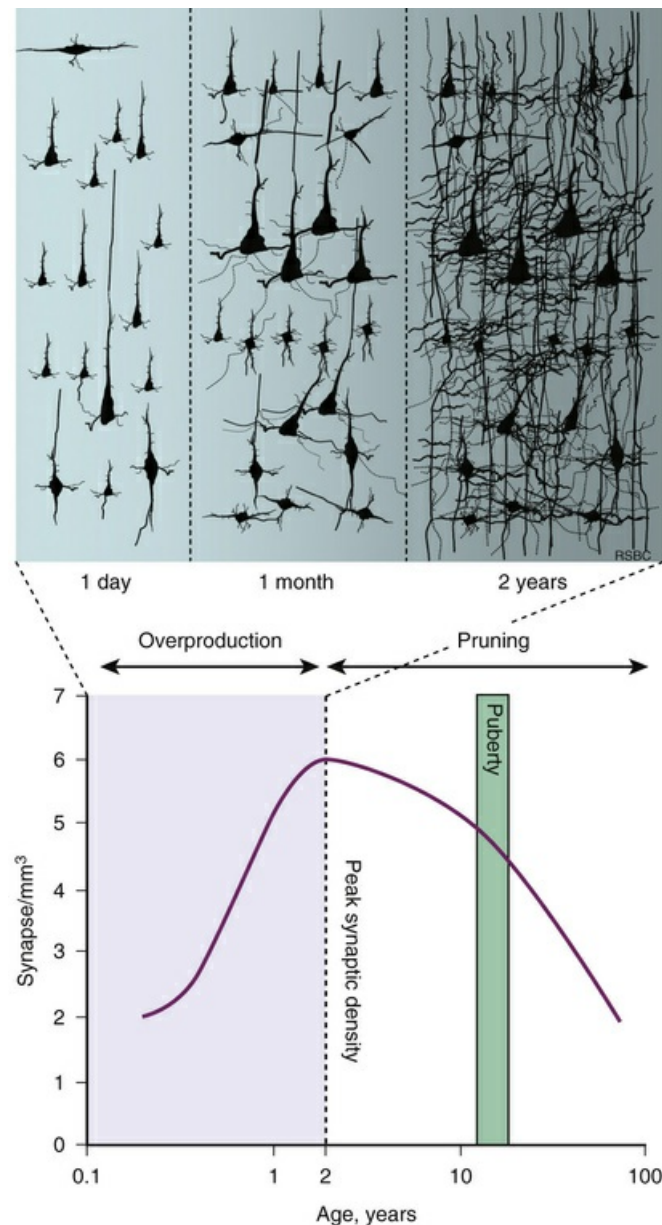 RSBC
1 day 1 month 2 years
Overproduction Pruning
7
6
5
4
3
2
1
0
Synapse/mm³
Puberty
Peak synaptic
density
0.1 1 2 10 100
Age, years